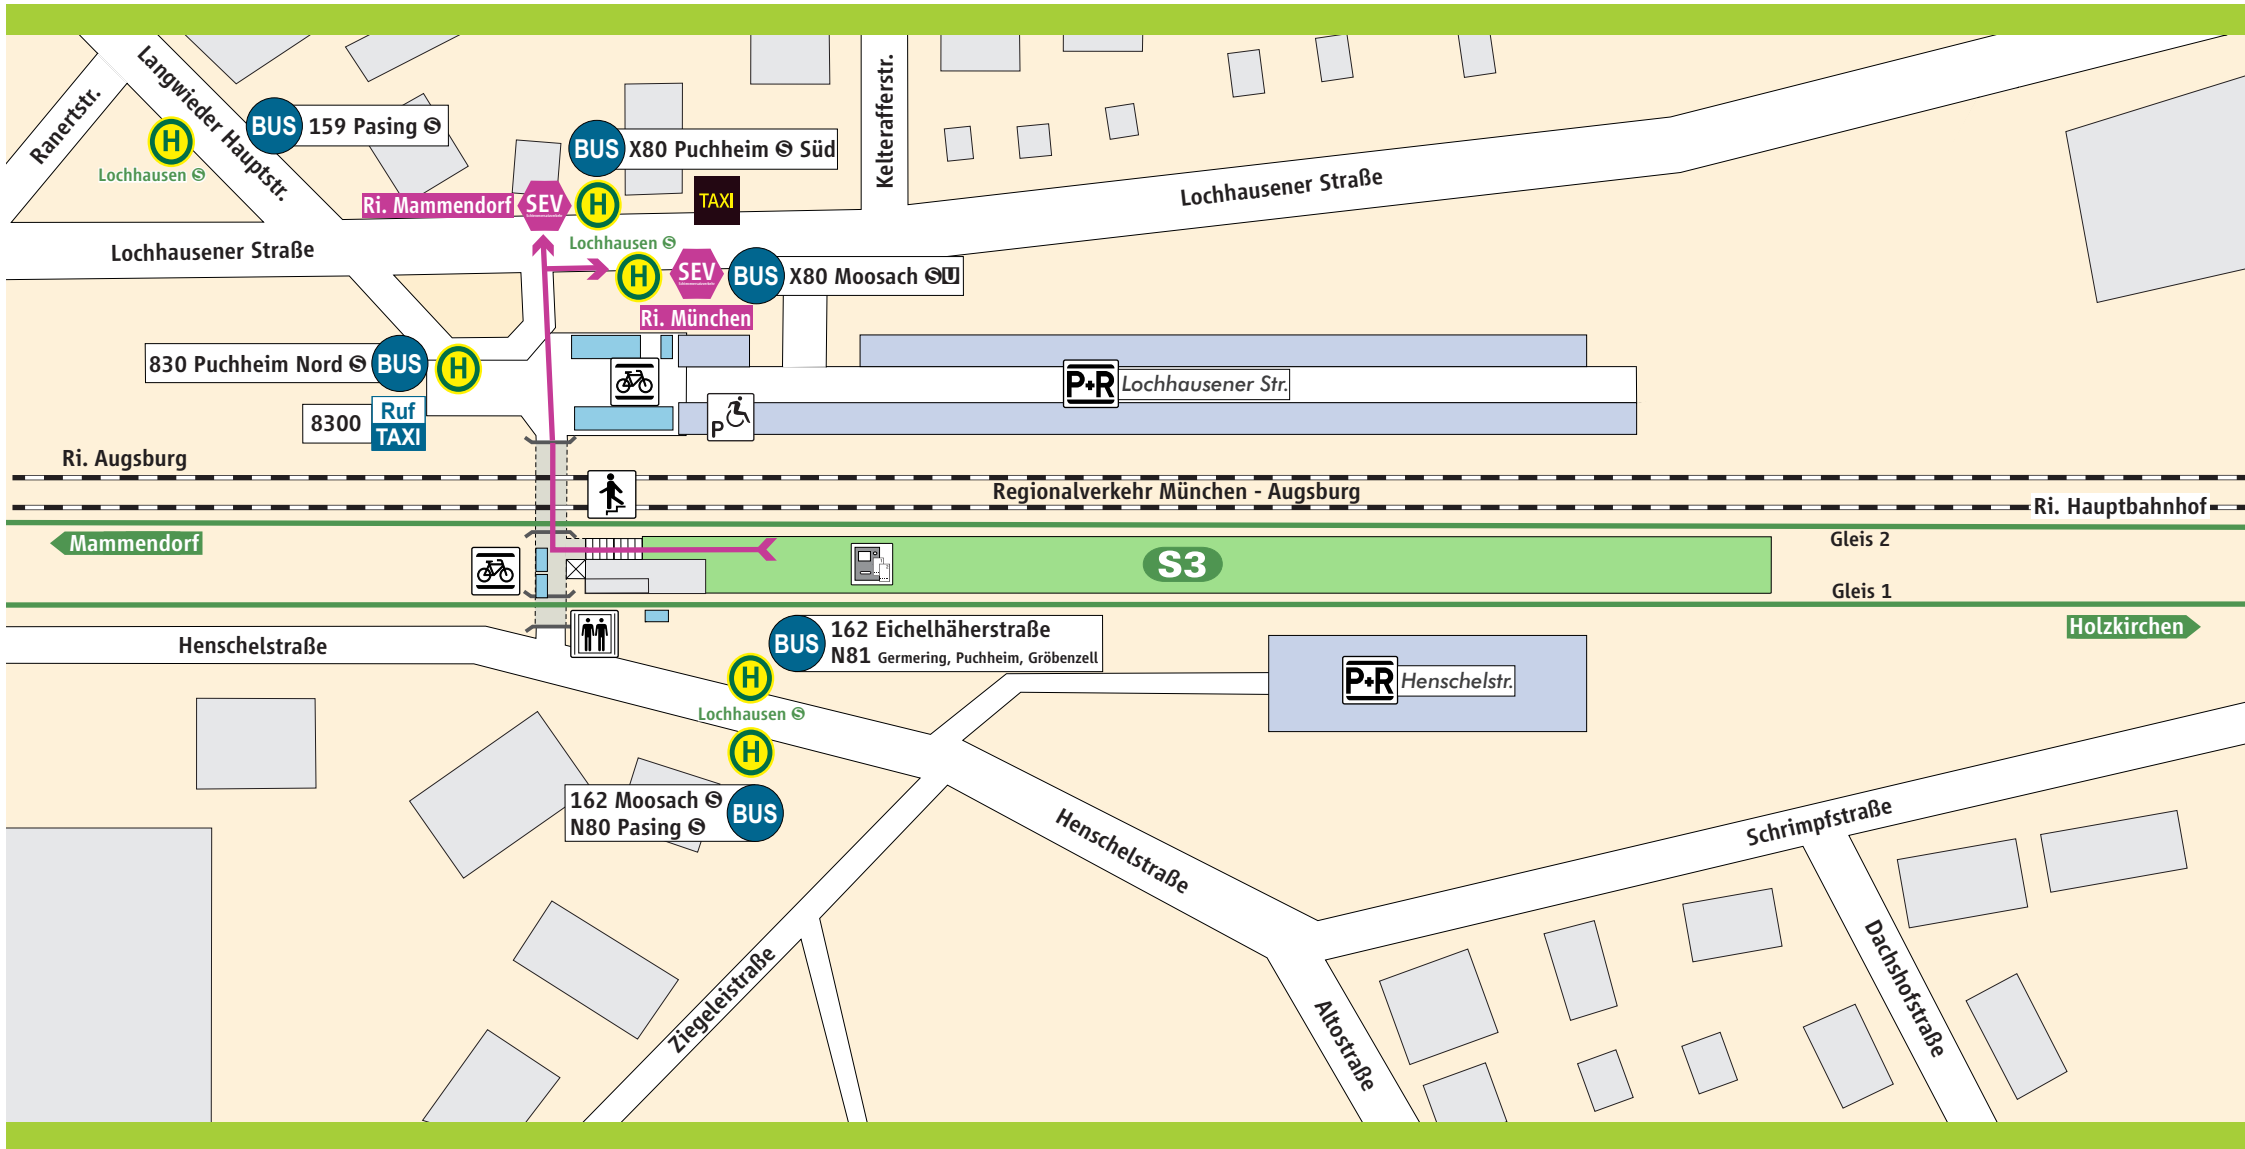 Langwieder Hauptstr.
Ranertstr.
Kelterafferstr.
H
Lochhausen S
BUS 159 Pasing S
BUS X80 Puchheim S Süd
Ri. Mammendorf SEV H
TAXI
Lochhausener Straße
Lochhausener Straße
Lochhausen S
H SEV BUS X80 Moosach S U
Ri. München
830 Puchheim Nord S BUS H
8300 Ruf
TAXI
P+R Lochhausener Str.
P
Ri. Augsburg
Regionalverkehr München - Augsburg
Ri. Hauptbahnhof
Mammendorf
Gleis 2
S3
Gleis 1
Holzkirchen
Henschelstraße
BUS 162 Eichelhäherstraße
N81 Germering, Puchheim, Gröbenzell
H
Lochhausen S
H
P+R Henschelstr.
162 Moosach S
N80 Pasing S
BUS
Henschelstraße
Schrimpfstraße
Ziegeleistraße
Altostraße
Dachshofstraße